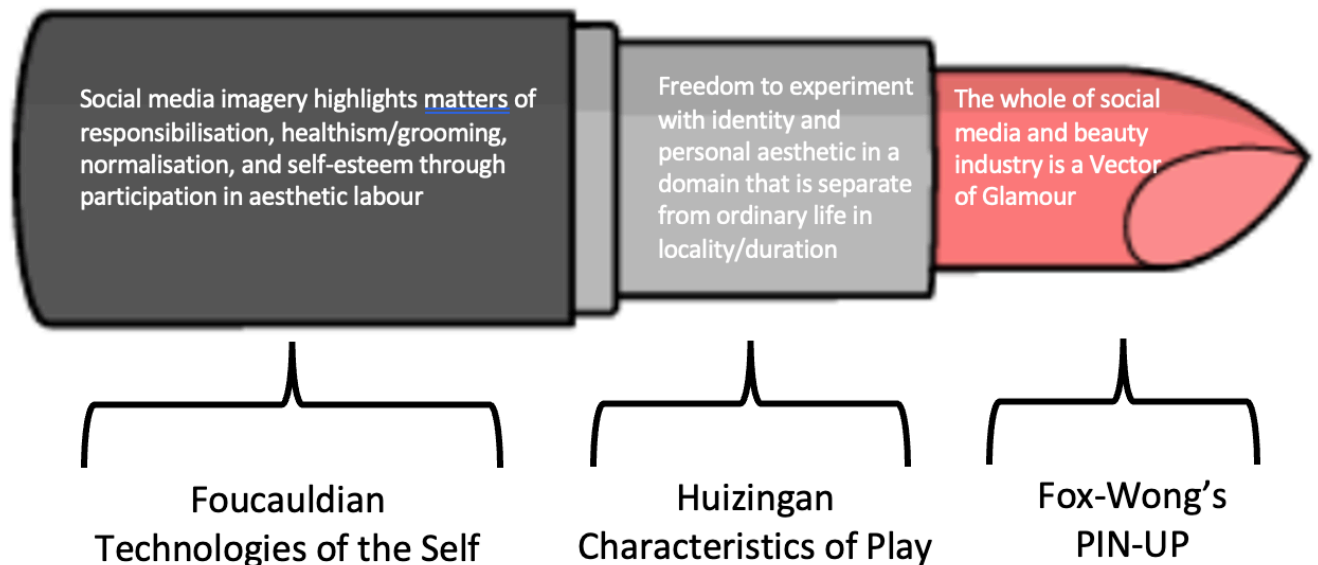 Social media imagery highlights matters of
responsibilisation, healthism/grooming,
normalisation, and self-esteem through
participation in aesthetic labour
Freedom to experiment
with identity and
personal aesthetic in a
domain that is separate
from ordinary life in
locality/duration
The whole of social
media and beauty
industry is a Vector
of Glamour
Foucauldian
Technologies of the Self
Huizingan
Characteristics of Play
Fox-Wong’s
PIN-UP